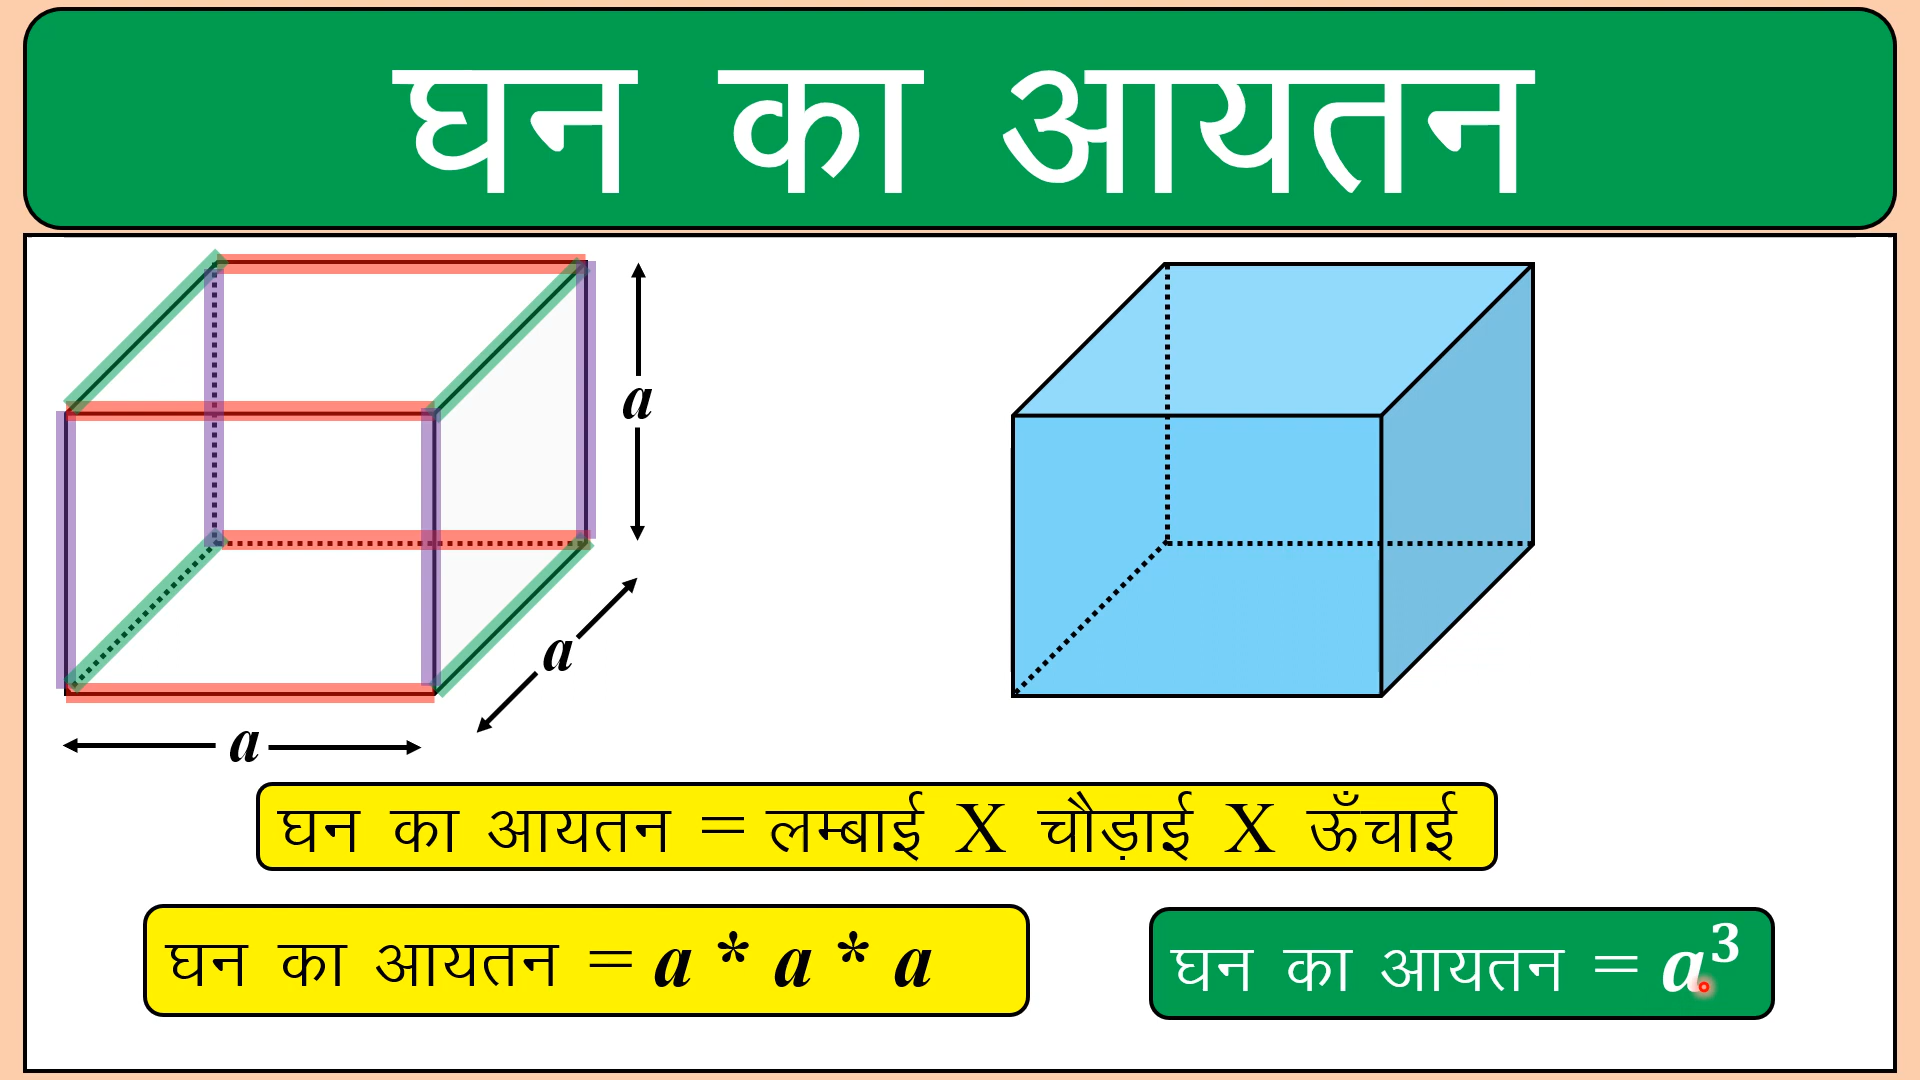 घन का आयतन
a
a
a
घन का आयतन = लम्बाई X चौड़ाई X ऊँचाई
घन का आयतन = a * a * a
घन का आयतन = a³